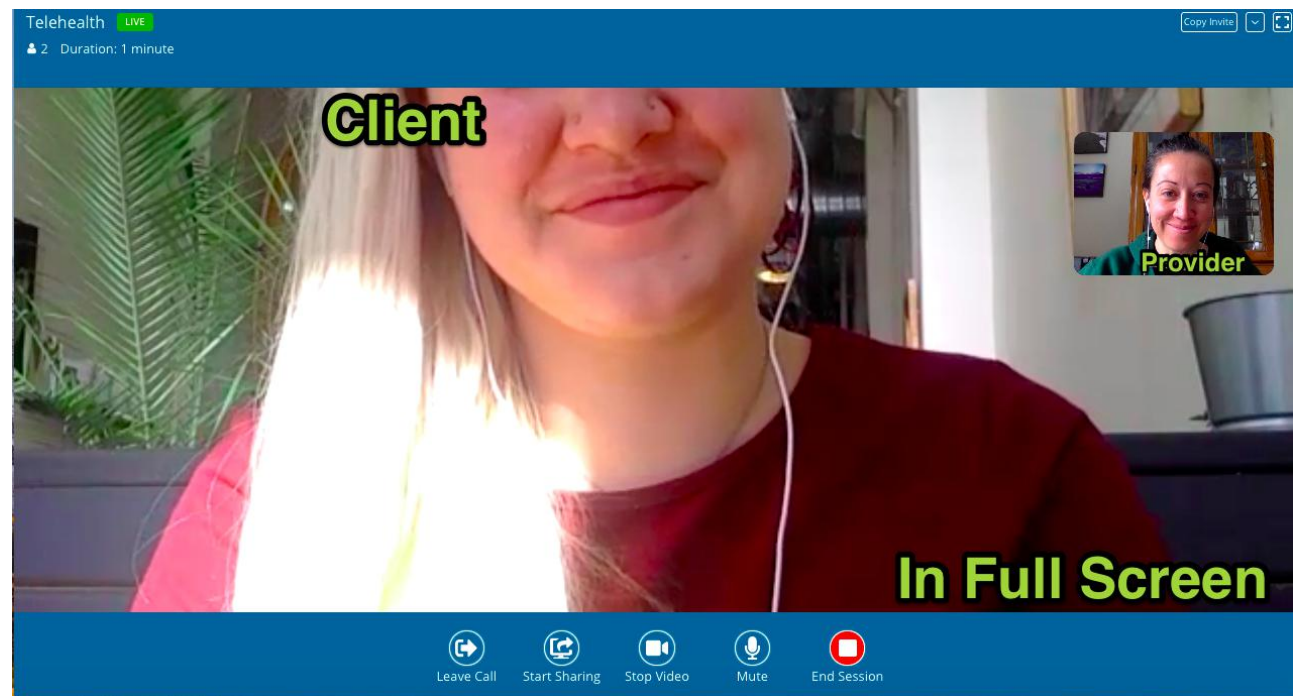 Telehealth LIVE
Copy Invite
2 Duration: 1 minute
Client
Provider
In Full Screen
Leave Call
Start Sharing
Stop Video
Mute
End Session